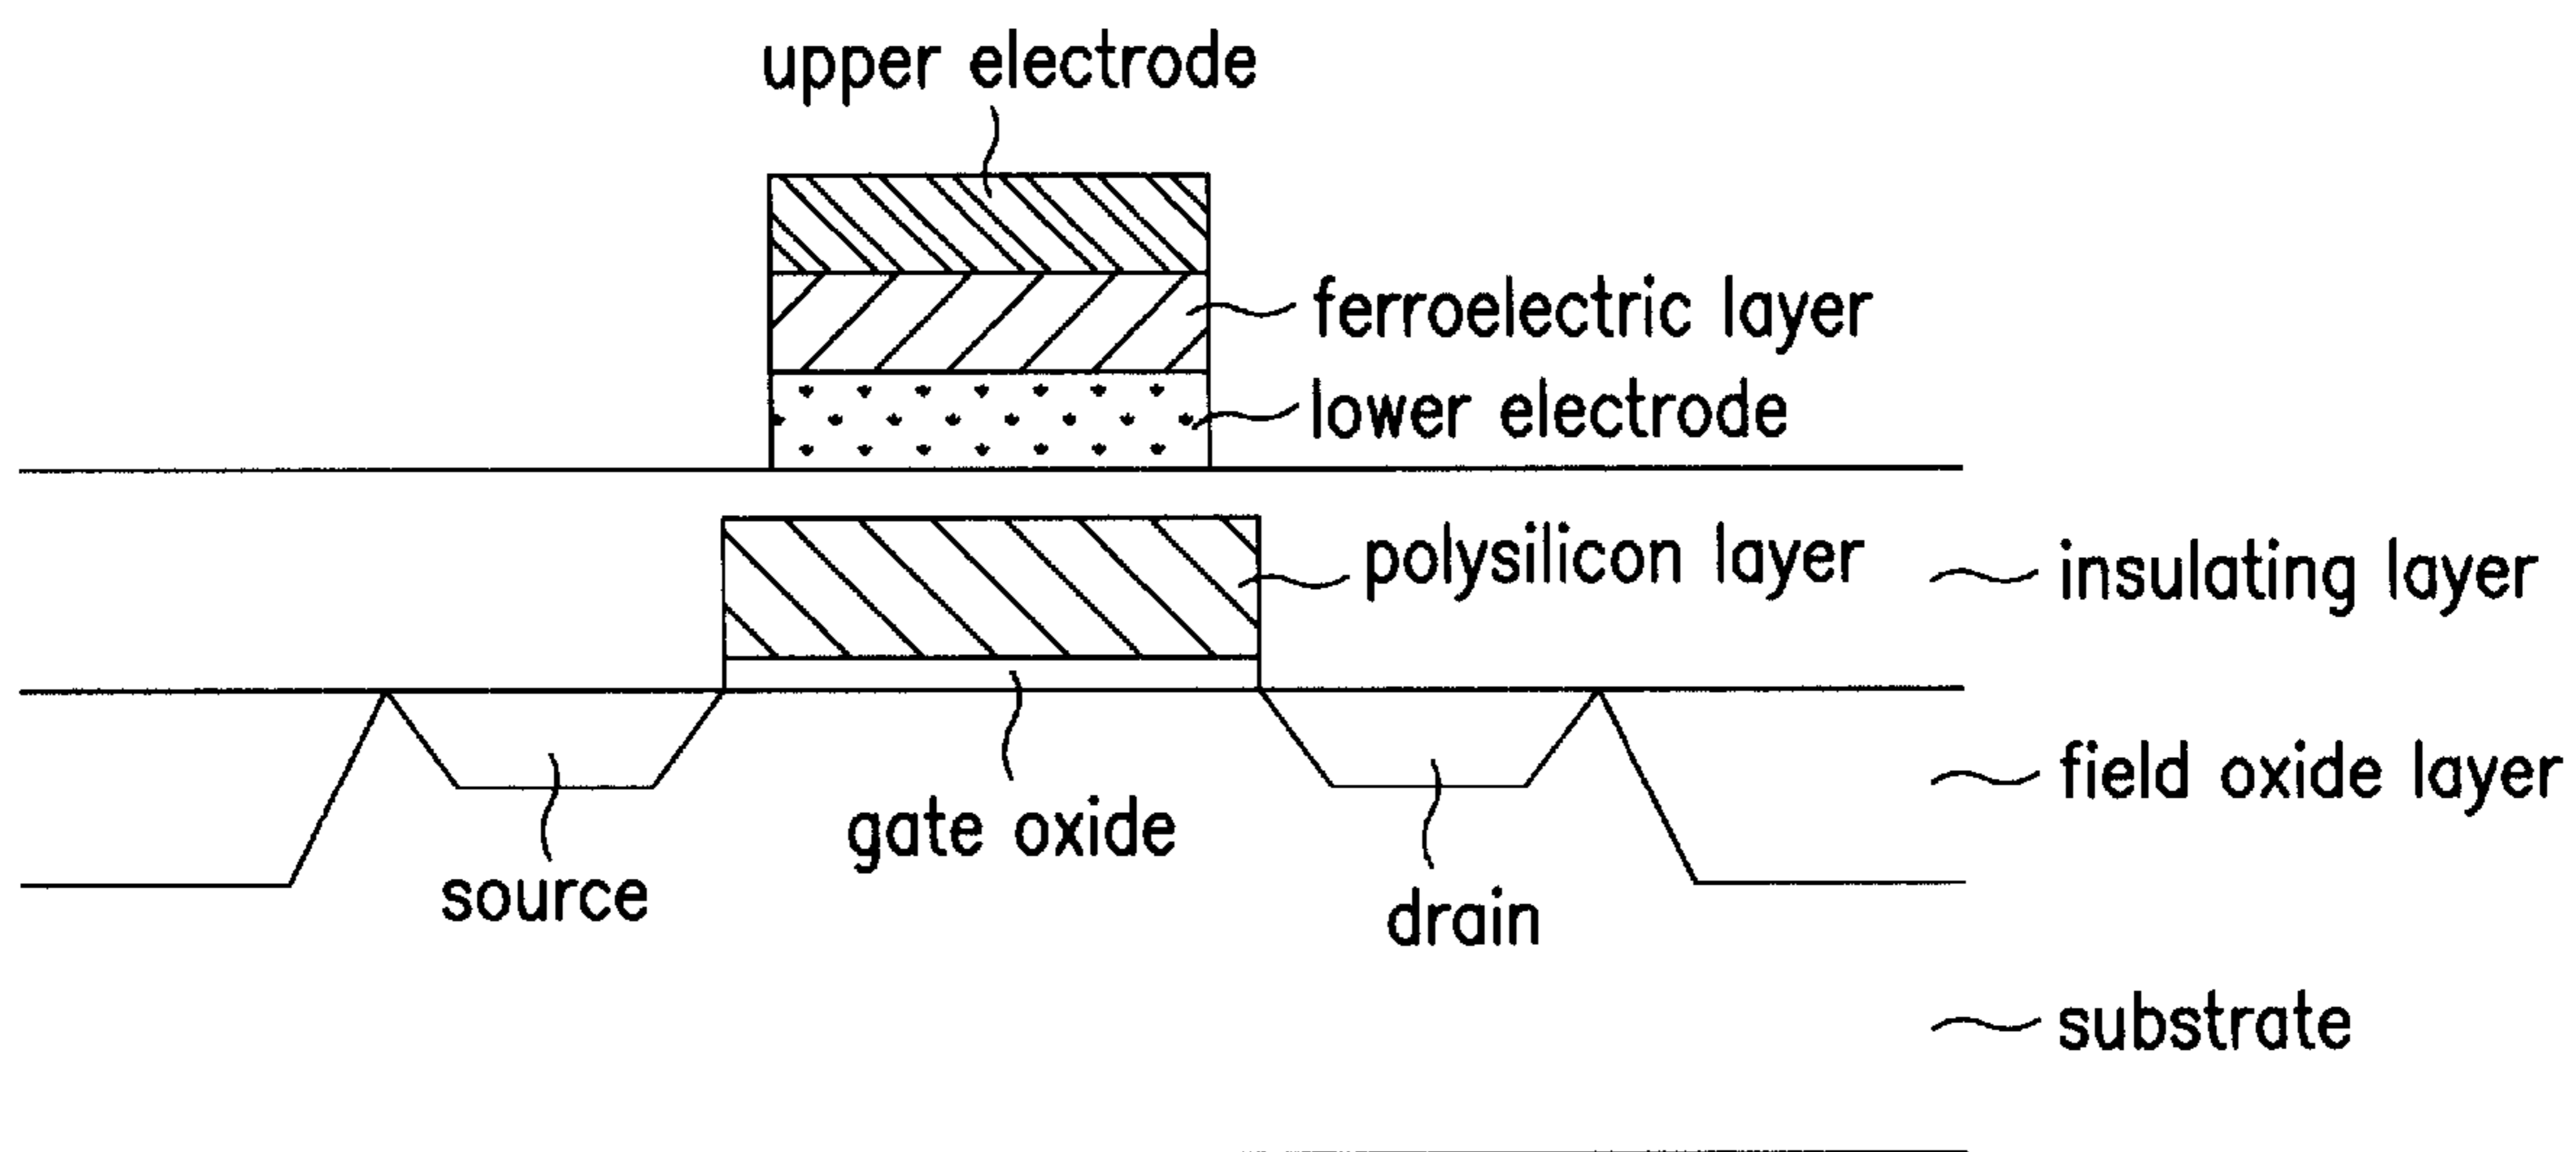 upper electrode
ferroelectric layer
lower electrode
polysilicon layer
insulating layer
field oxide layer
gate oxide
source
drain
substrate